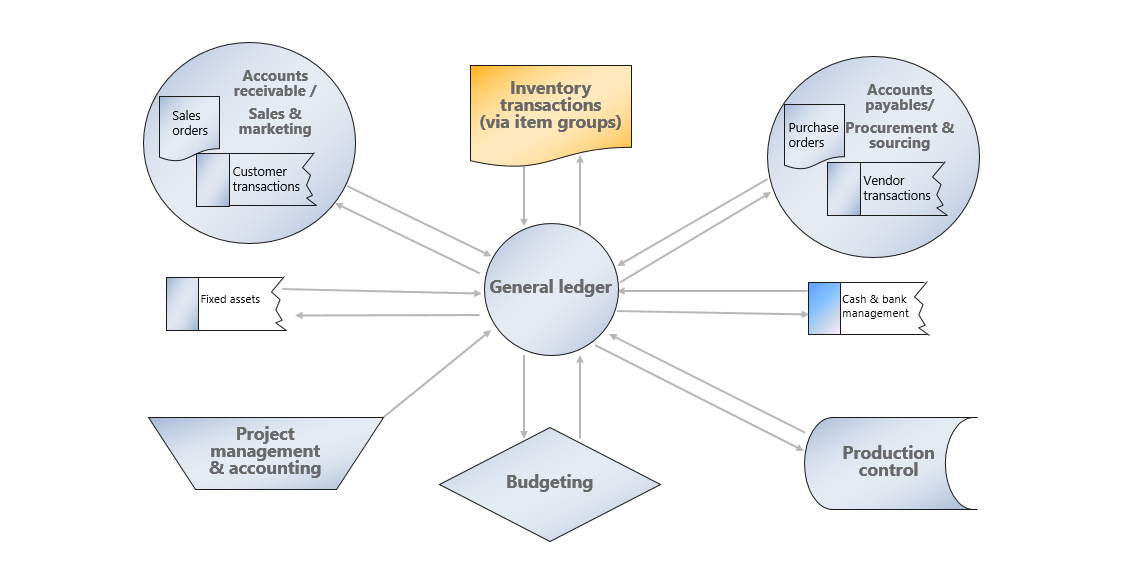 Accounts
receivable /
Sales &
marketing
Sales
orders
Customer
transactions
Inventory
transactions
(via item groups)
Accounts
payables/
Procurement &
sourcing
Purchase
orders
Vendor
transactions
General ledger
Fixed assets
Cash & bank
management
Project
management
& accounting
Budgeting
Production
control